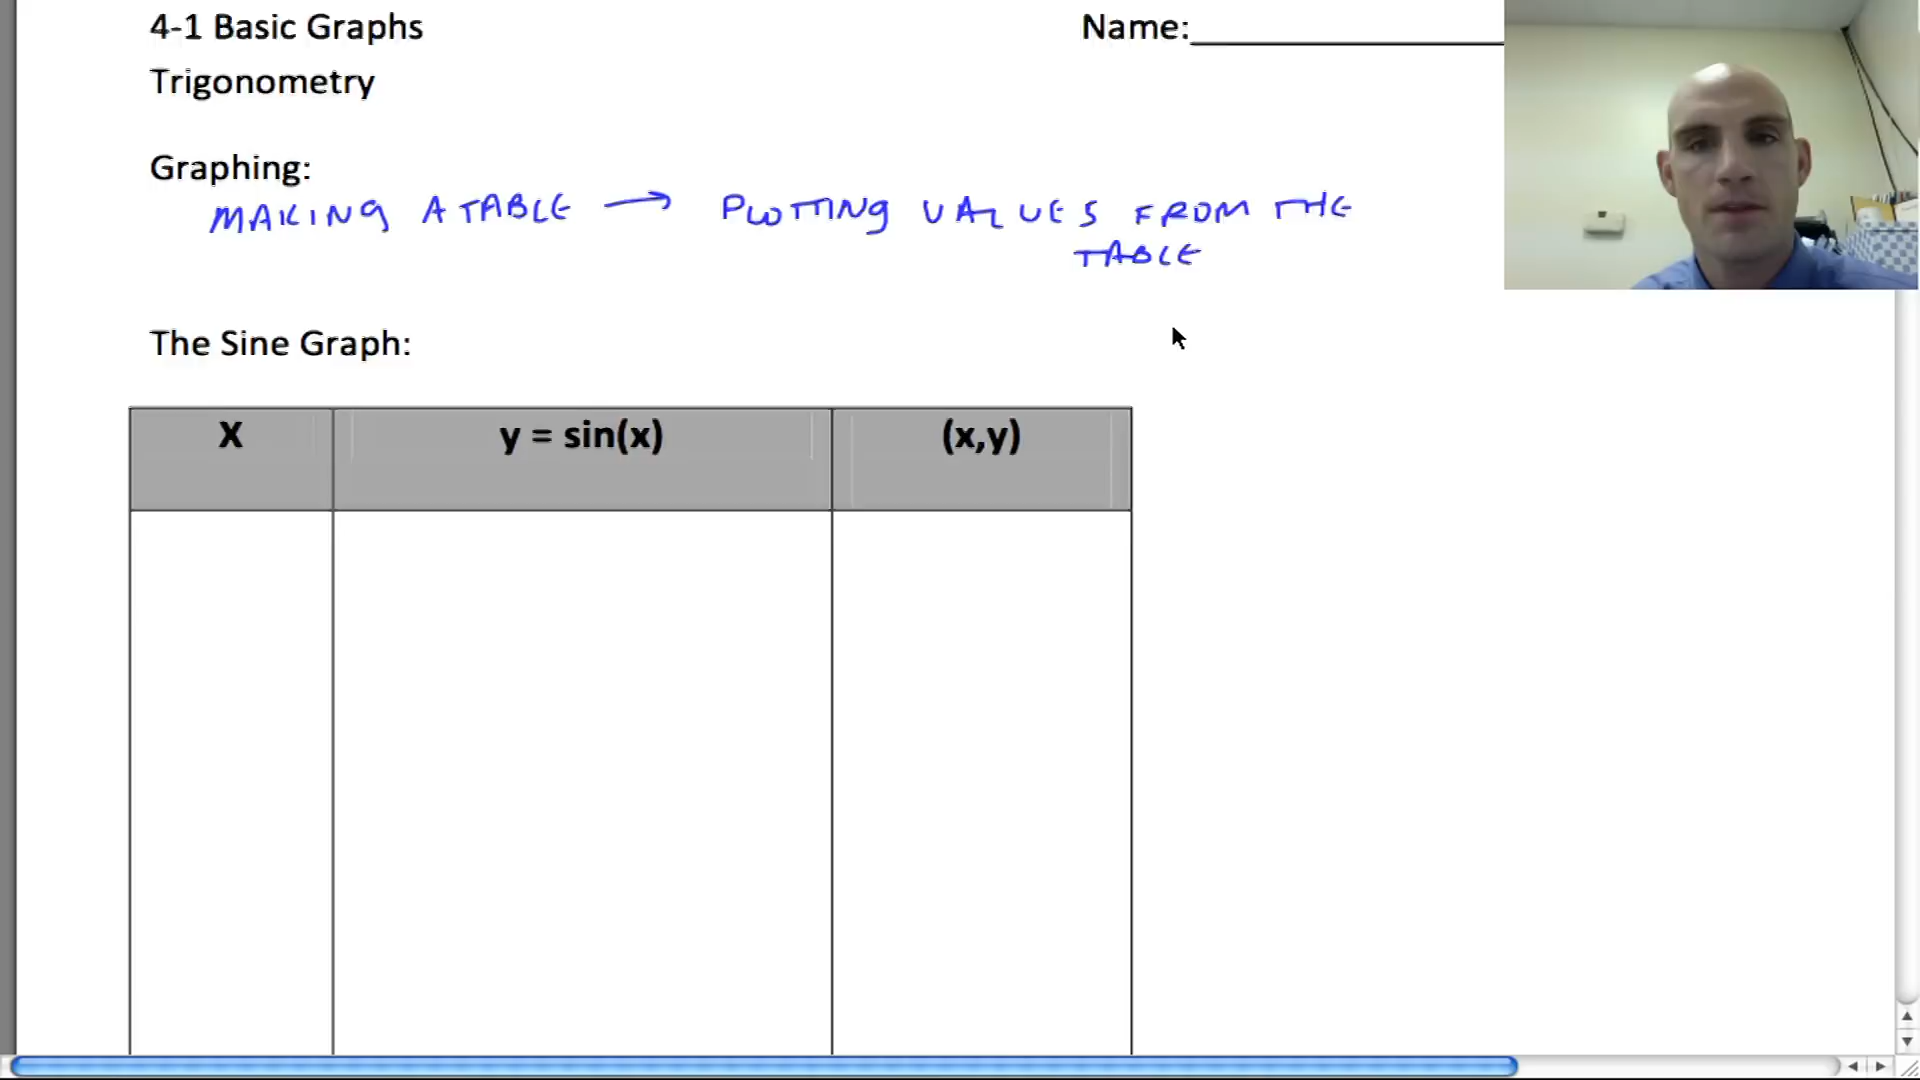 4-1 Basic Graphs
Name:
Trigonometry
Graphing:
MAKING A TABLE → PLOTTING VALUES FROM THE
TABLE
The Sine Graph:
X
y = sin(x)
(x,y)